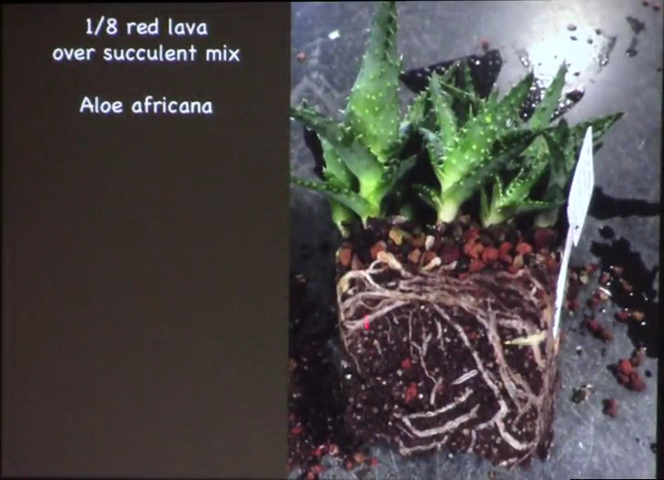 1/8 red lava
over succulent mix
Aloe africana